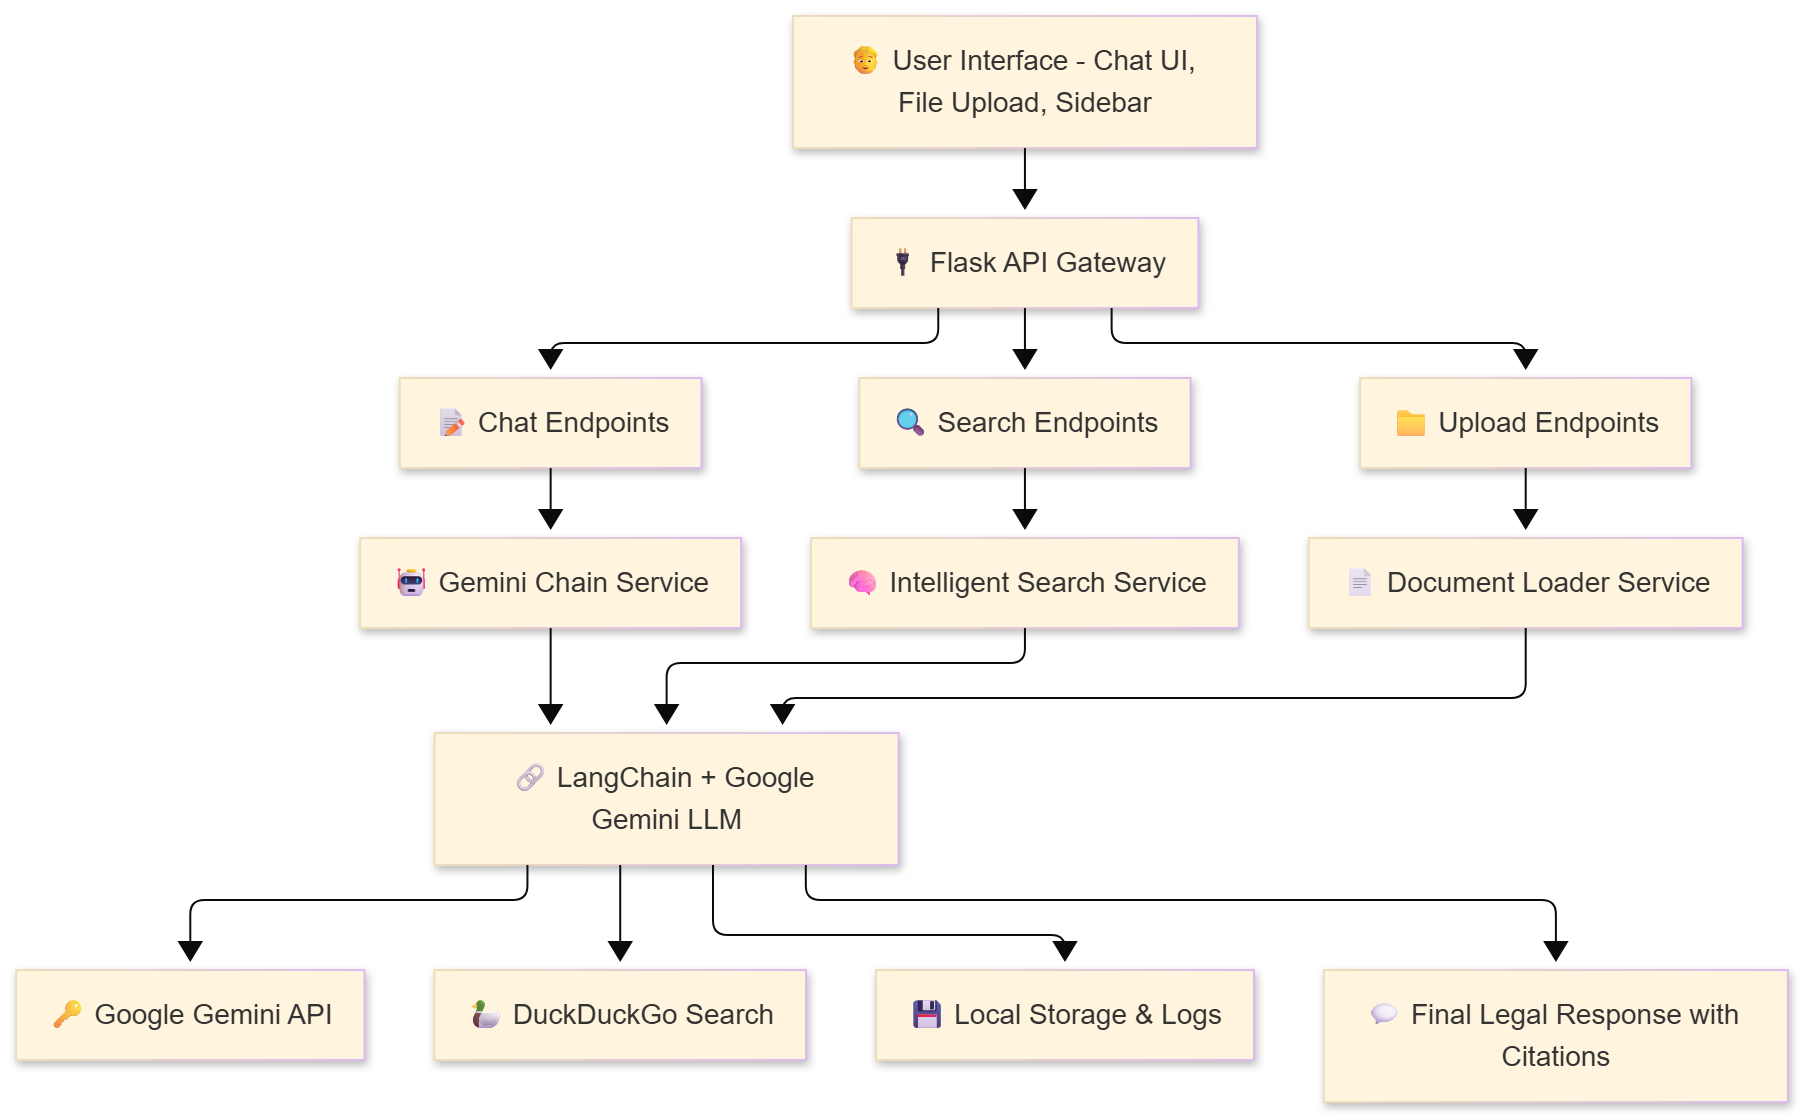 User Interface - Chat UI,
File Upload, Sidebar
Flask API Gateway
Chat Endpoints
Search Endpoints
Upload Endpoints
Gemini Chain Service
Intelligent Search Service
Document Loader Service
LangChain + Google
Gemini LLM
Google Gemini API
DuckDuckGo Search
Local Storage & Logs
Final Legal Response with
Citations